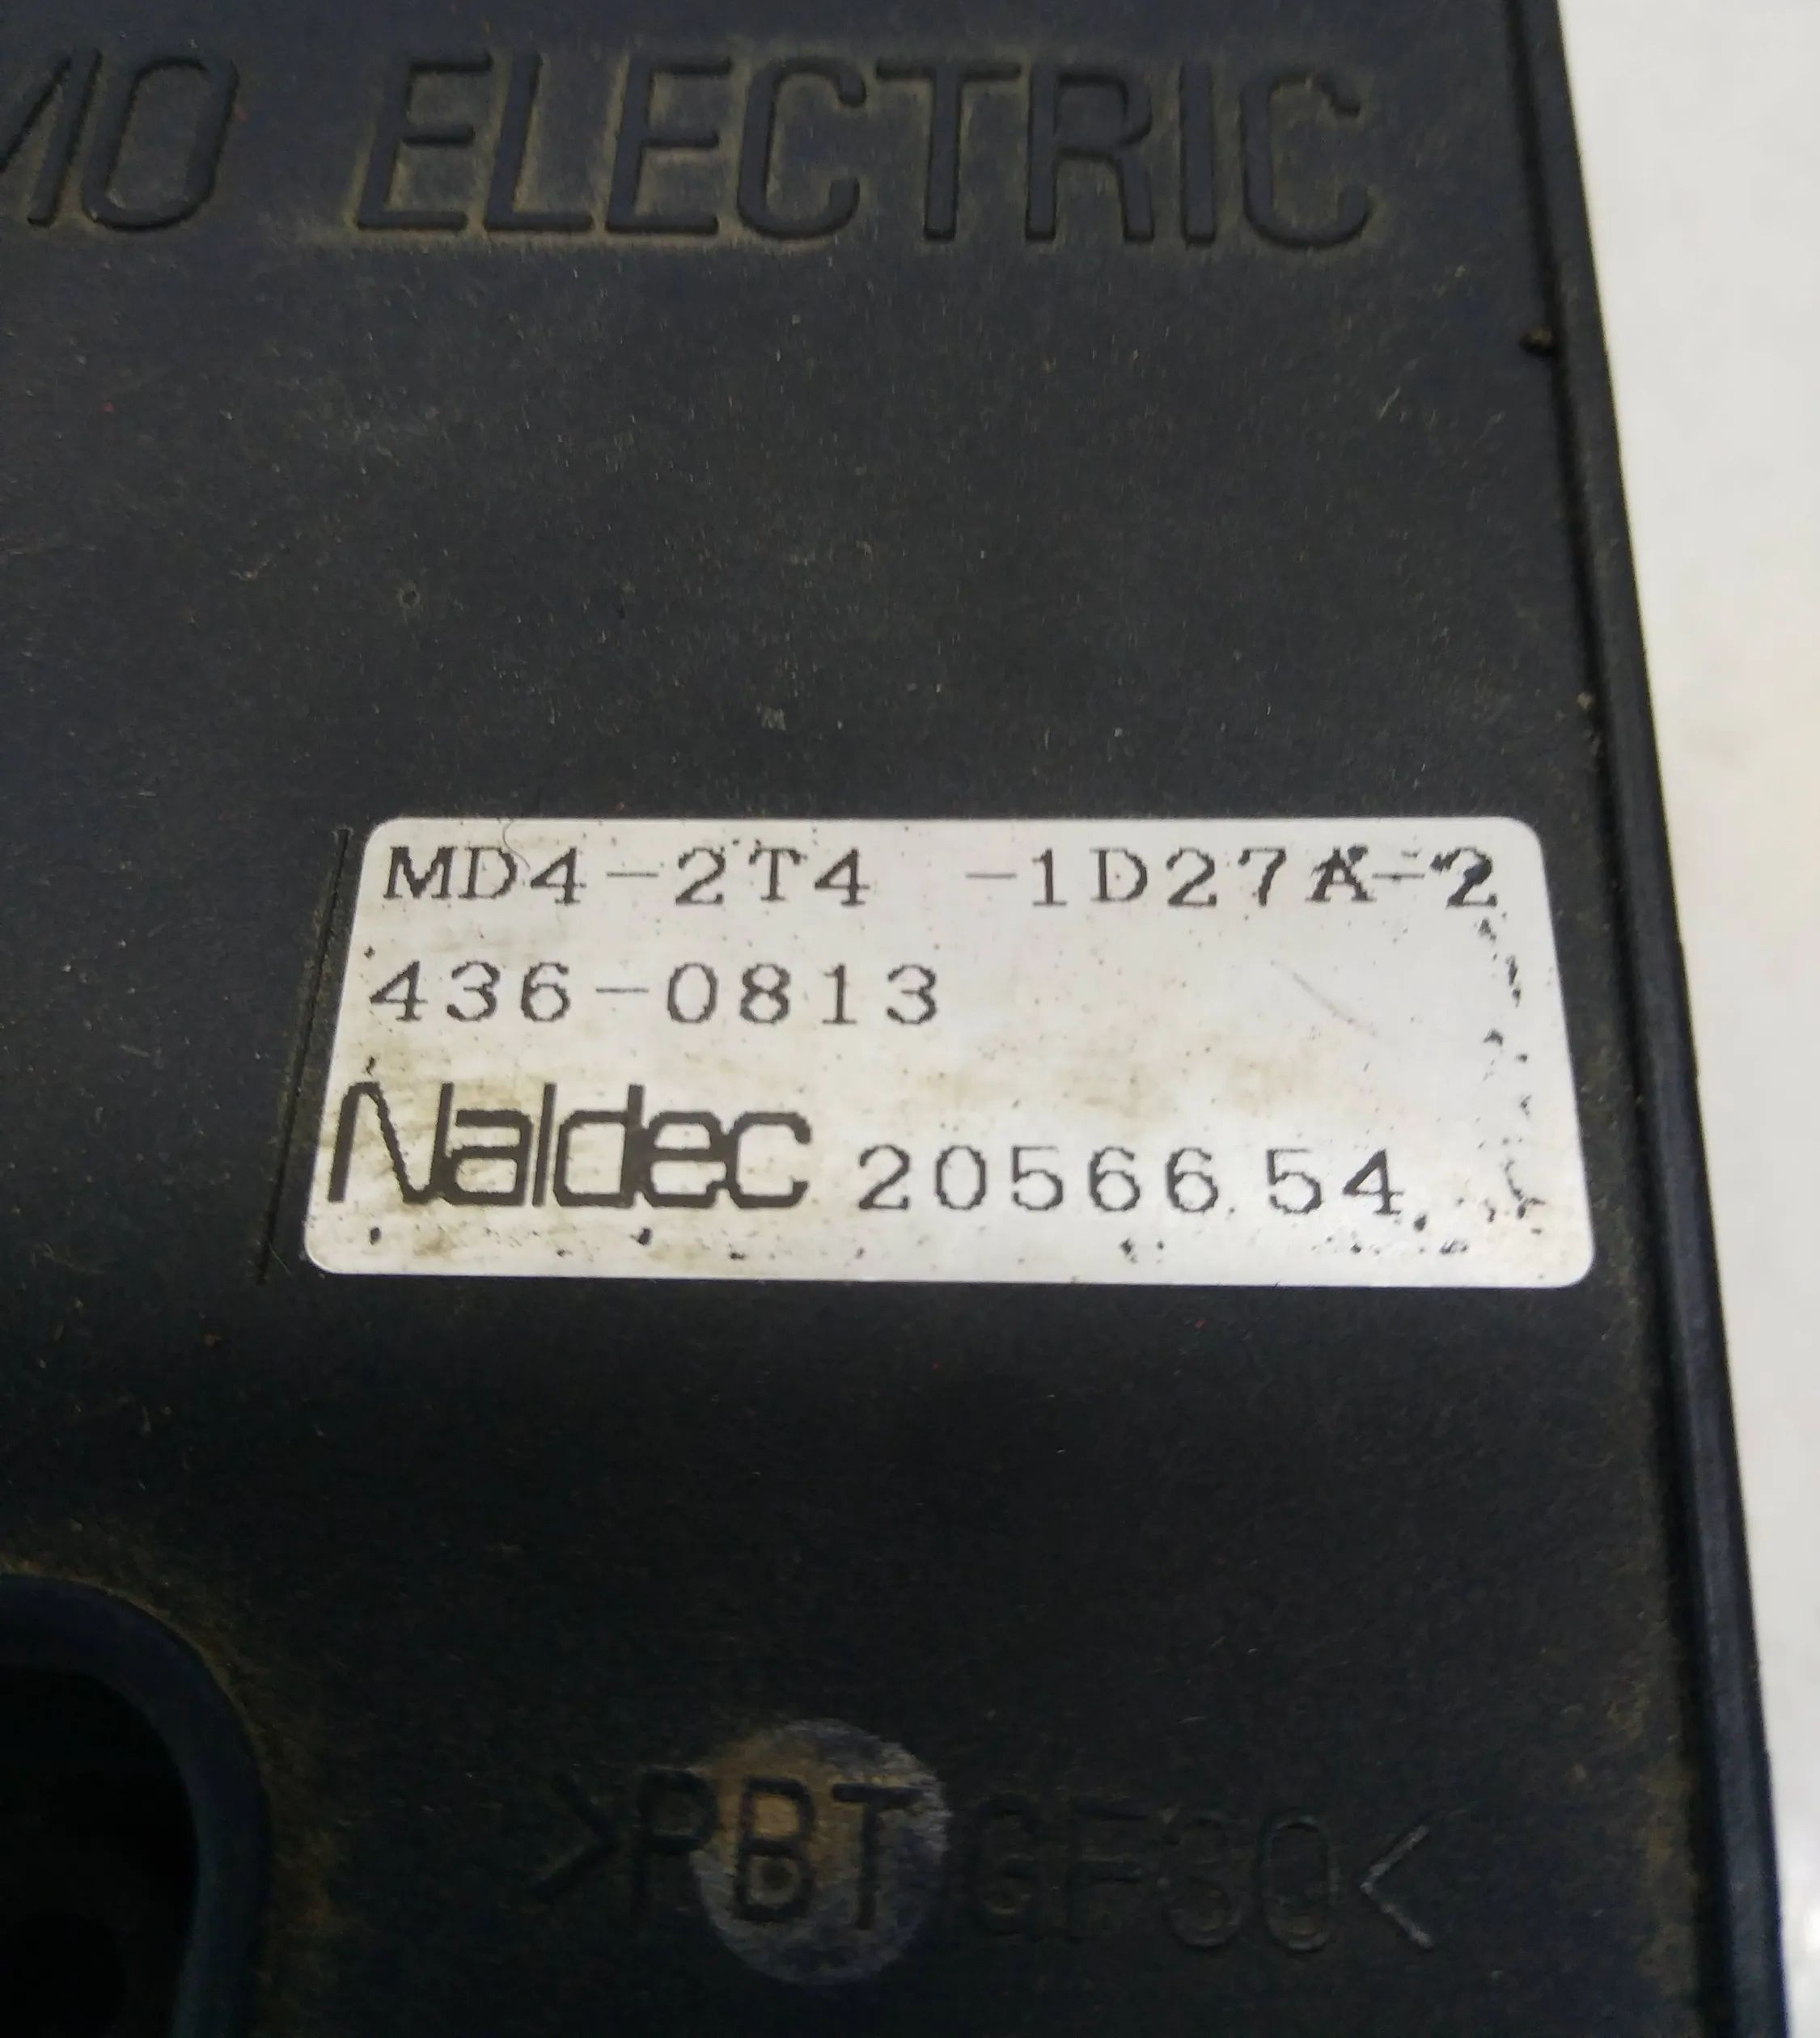 MO ELECTRIC
MD4-2T4 -1D27A-2
436-0813
Naldec 20566 54
>PBT GF30<